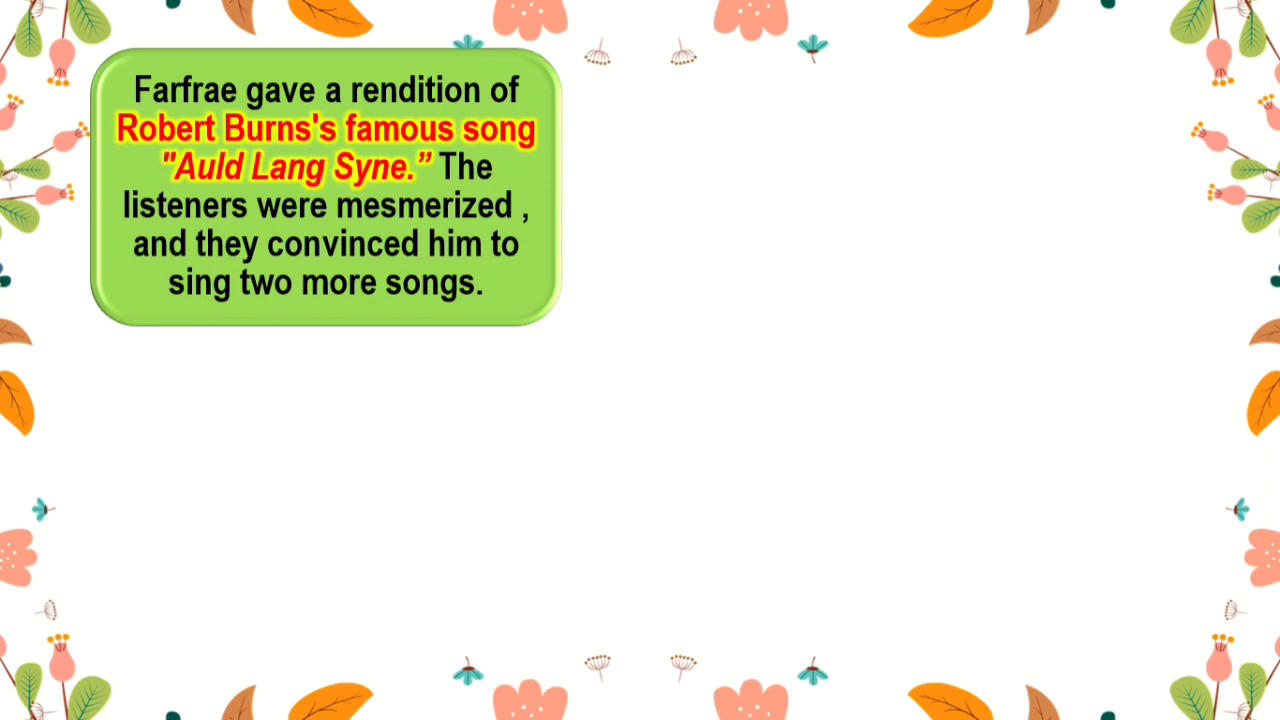 Farfrae gave a rendition of
Robert Burns's famous song
"Auld Lang Syne.” The
listeners were mesmerized ,
and they convinced him to
sing two more songs.